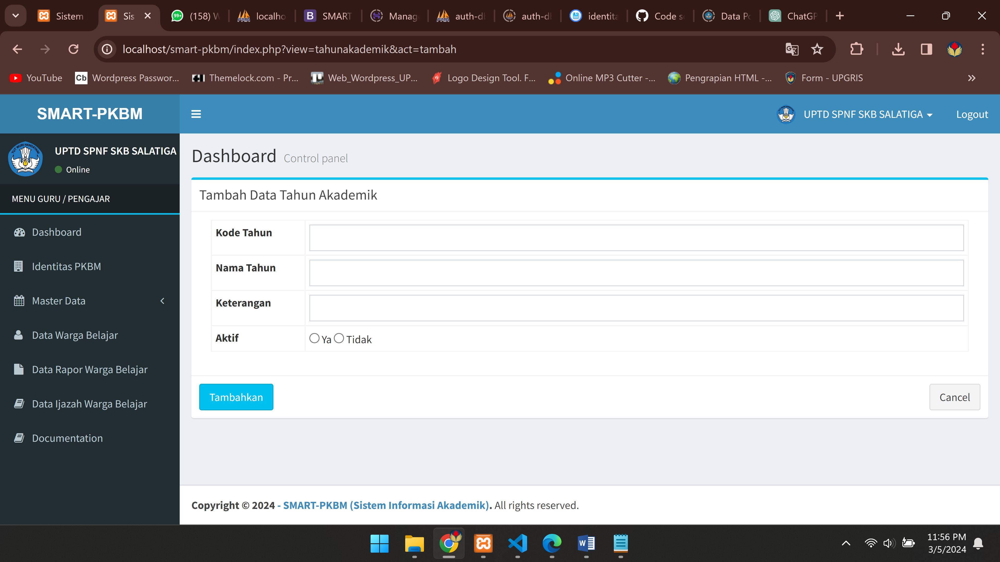 Sistem
Sis
(158) W
localho
SMART
Manag
auth-d
auth-d
identita
Code s
Data P
ChatGP
localhost/smart-pkbm/index.php?view=tahunakademik&act=tambah
YouTube
Cb Wordpress Passwor...
Themelock.com - Pr...
Web_Wordpress_UP...
Logo Design Tool. F...
Online MP3 Cutter -...
Pengrapian HTML -...
Form - UPGRIS
SMART-PKBM
UPTD SPNF SKB SALATIGA
Logout
TUT WURI HANDAYANI
UPTD SPNF SKB SALATIGA
Online
MENU GURU / PENGAJAR
Dashboard
Identitas PKBM
Master Data
Data Warga Belajar
Data Rapor Warga Belajar
Data Ijazah Warga Belajar
Documentation
Dashboard Control panel
Tambah Data Tahun Akademik
Kode Tahun
Nama Tahun
Keterangan
Aktif
Ya Tidak
Tambahkan
Cancel
Copyright © 2024 - SMART-PKBM (Sistem Informasi Akademik). All rights reserved.
11:56 PM
3/5/2024